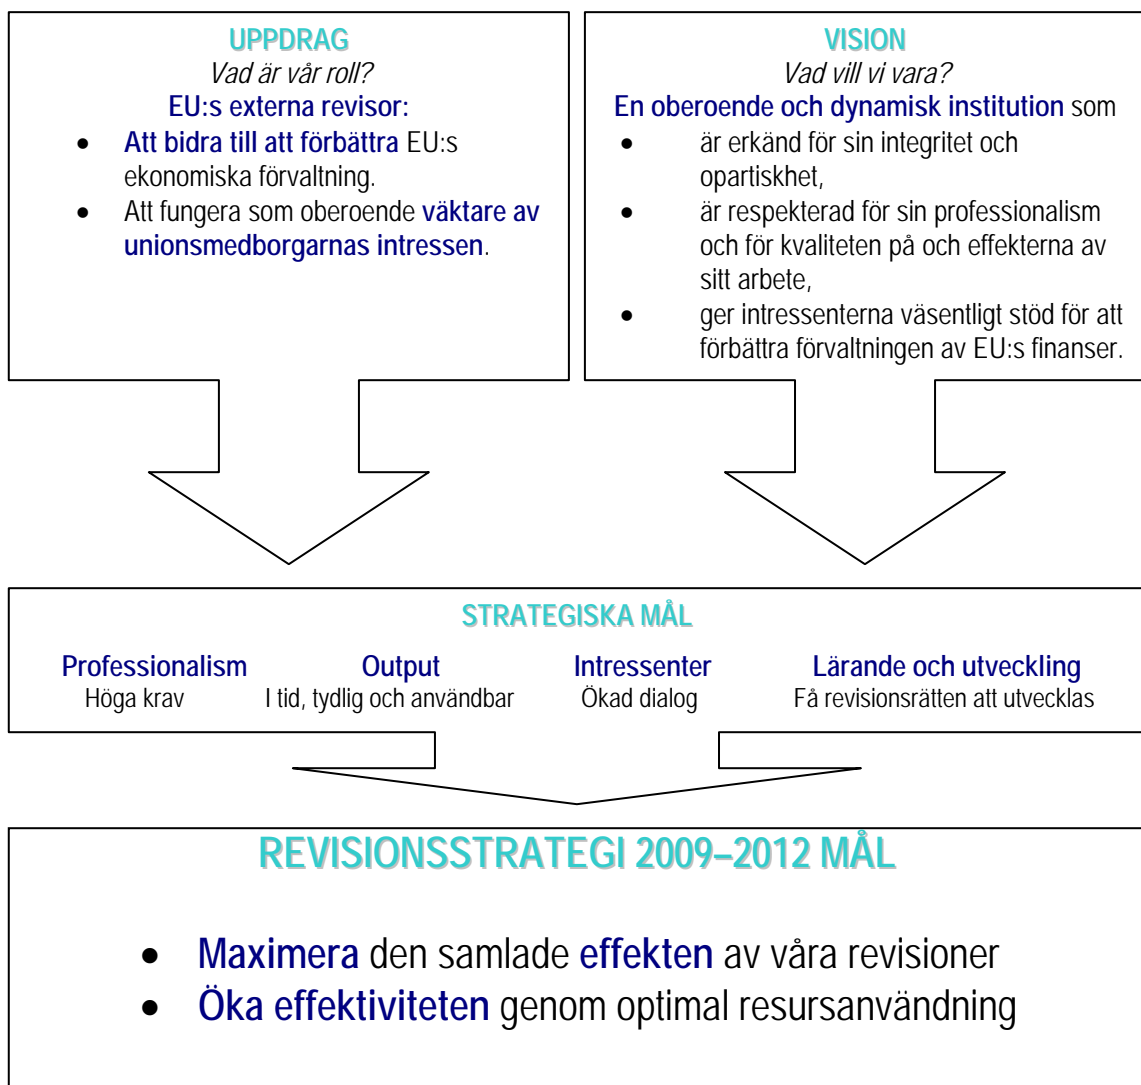 UPPDRAG
Vad är vår roll?
EU:s externa revisor:
• Att bidra till att förbättra EU:s
ekonomiska förvaltning.
• Att fungera som oberoende väktare av
unionsmedborgarnas intressen.
VISION
Vad vill vi vara?
En oberoende och dynamisk institution som
• är erkänd för sin integritet och
opartiskhet,
• är respekterad för sin professionalism
och för kvaliteten på och effekterna av
sitt arbete,
• ger intressenterna väsentligt stöd för att
förbättra förvaltningen av EU:s finanser.
STRATEGISKA MÅL
Professionalism Output Intressenter Lärande och utveckling
Höga krav I tid, tydlig och användbar Ökad dialog Få revisionsrätten att utvecklas
REVISIONSSTRATEGI 2009–2012 MÅL
• Maximera den samlade effekten av våra revisioner
• Öka effektiviteten genom optimal resursanvändning